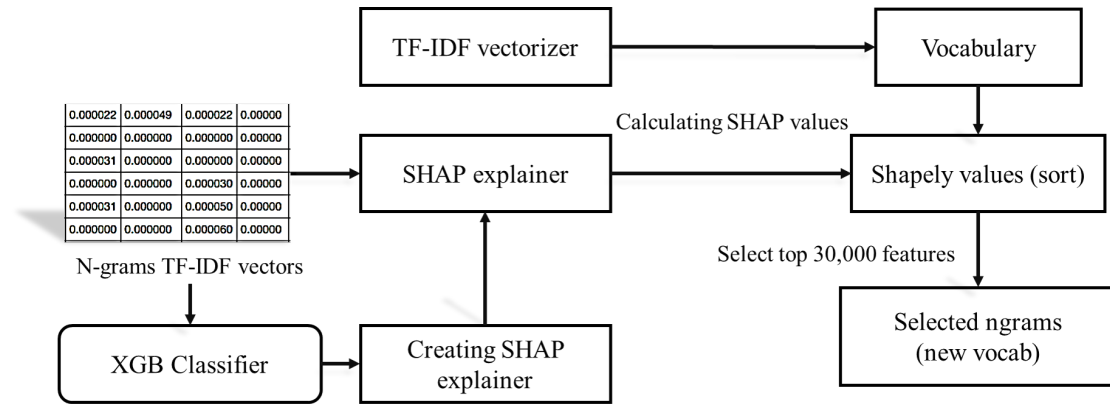 TF-IDF vectorizer
Vocabulary
0.000022 0.000049 0.000022 0.00000
0.000000 0.000000 0.000000 0.00000
0.000031 0.000000 0.000000 0.00000
0.000000 0.000000 0.000030 0.00000
0.000031 0.000000 0.000050 0.00000
0.000000 0.000000 0.000060 0.00000
N-grams TF-IDF vectors
SHAP explainer
Calculating SHAP values
Shapely values (sort)
Select top 30,000 features
XGB Classifier
Creating SHAP
explainer
Selected ngrams
(new vocab)